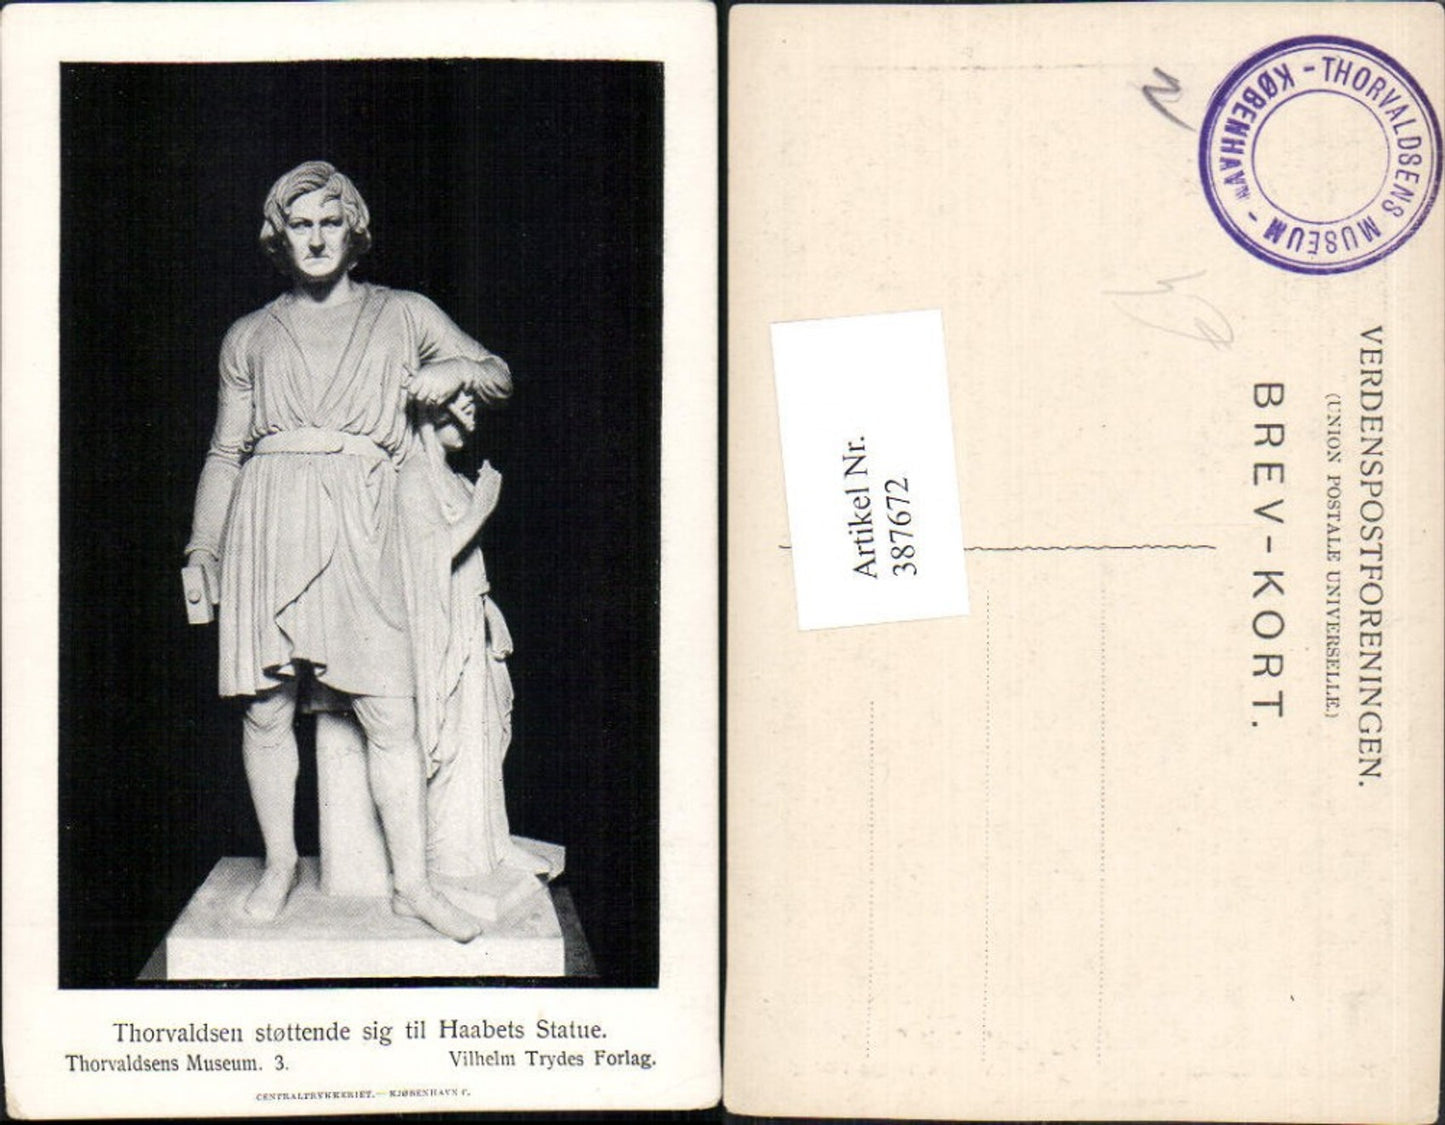 Thorvaldsen støttende sig til Haabets Statue.
Thorvaldsens Museum. 3.
Vilhelm Trydes Forlag.
CENTRALTRYKKERIET. — KJØBENHAVN
THORVALDSENS MUSEUM - KØBENHAVN -
VERDENSPOSTFORENINGEN.
(UNION POSTALE UNIVERSELLE.)
BREV-KORT.
Artikel Nr.
387672